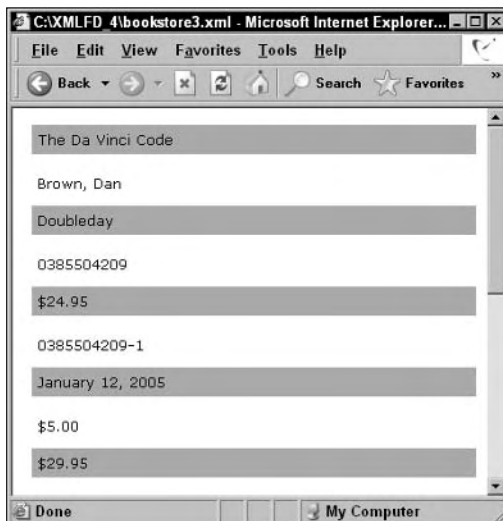 C:\XMLFD_4\bookstore3.xml - Microsoft Internet Explorer...
File Edit View Favorites Tools Help
Back Search Favorites »
The Da Vinci Code
Brown, Dan
Doubleday
0385504209
$24.95
0385504209-1
January 12, 2005
$5.00
$29.95
Done My Computer